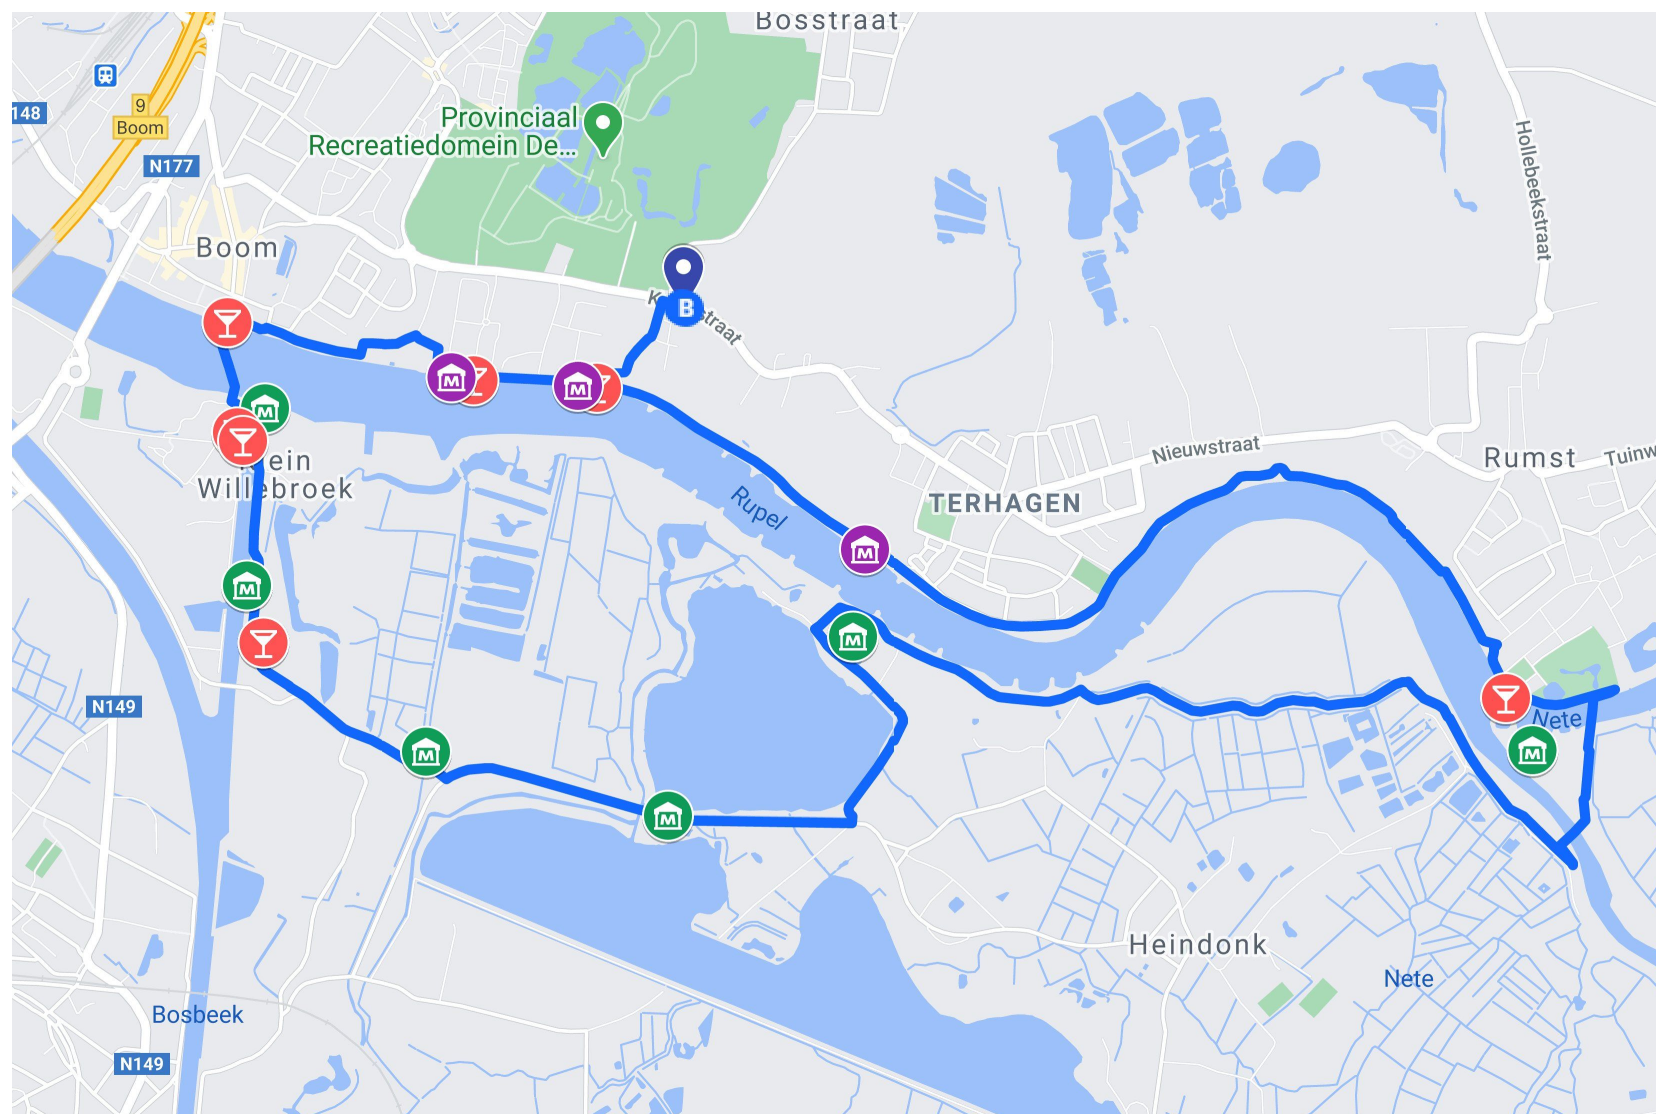 Bosstraat
9
Boom
148
N177
Provinciaal
Recreatiedomein De...
Hollebeekstraat
Boom
B
straat
Nieuwstraat
Rumst
Tuinw
M
M
M
Willebroek
Rupel
TERHAGEN
M
M
M
N149
Nete
M
M
M
Heindonk
Nete
Bosbeek
N149